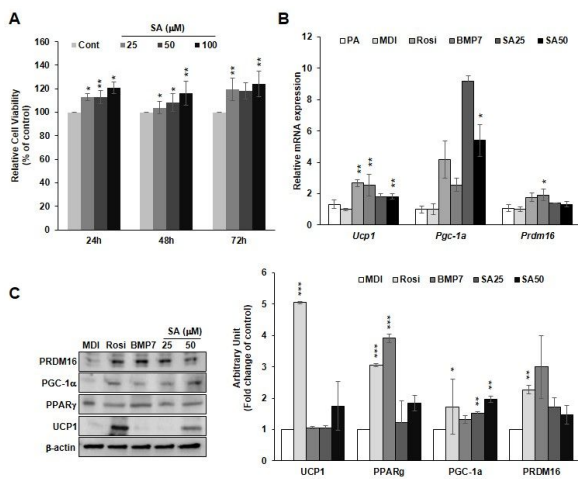 A
SA (μM)
Cont 25 50 100
Relative Cell Viability
(% of control)
160
140
120
100
80
60
40
20
0
* ** * * * ** ** **
24h 48h 72h
B
PA MDI Rosi BMP7 SA25 SA50
Relative mRNA expression
10
8
6
4
2
0
** ** ** * *
Ucp1 Pgc-1a Prdm16
C
SA (μM)
MDI Rosi BMP7 25 50
PRDM16
PGC-1α
PPARγ
UCP1
β-actin
MDI Rosi BMP7 SA25 SA50
Arbitrary Unit
(Fold change of control)
6
5
4
3
2
1
0
*** *** *** * ** ** **
UCP1 PPARg PGC-1a PRDM16